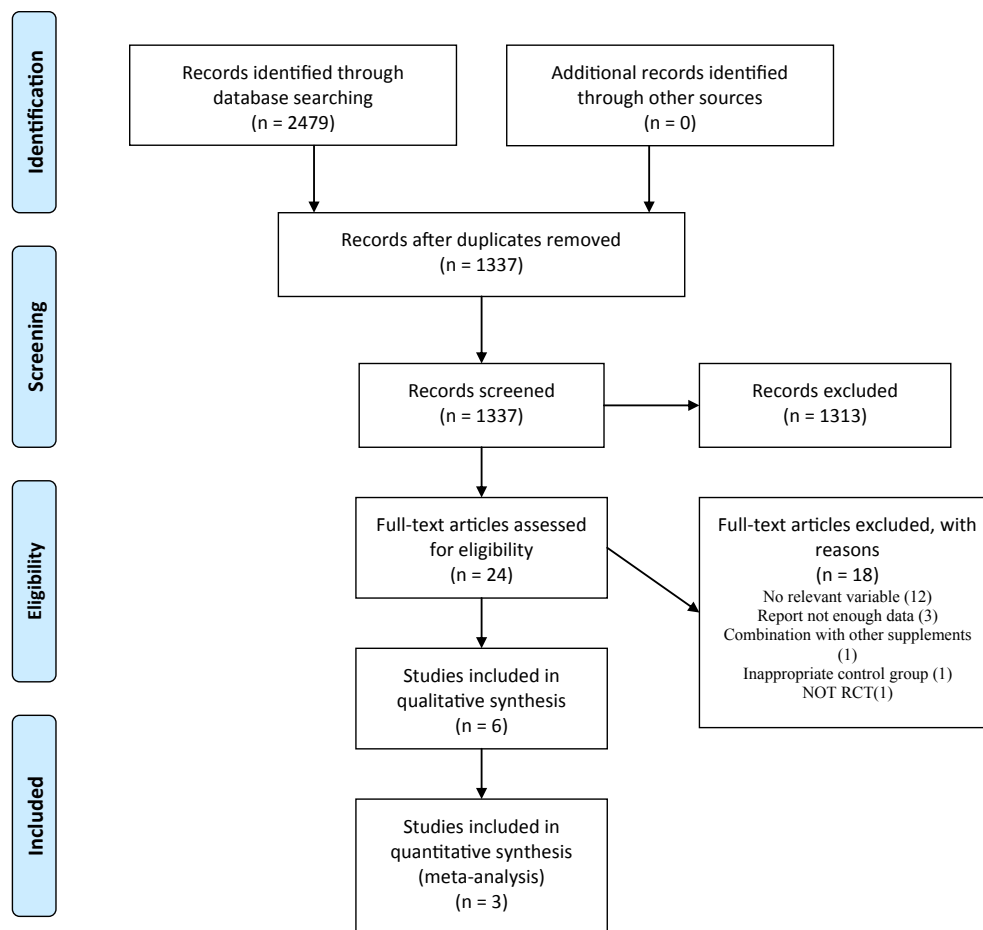 Identification
Records identified through
database searching
(n = 2479)
Additional records identified
through other sources
(n = 0)
Records after duplicates removed
(n = 1337)
Screening
Records screened
(n = 1337)
Records excluded
(n = 1313)
Eligibility
Full-text articles assessed
for eligibility
(n = 24)
Full-text articles excluded, with
reasons
(n = 18)
No relevant variable (12)
Report not enough data (3)
Combination with other supplements
(1)
Inappropriate control group (1)
NOT RCT(1)
Studies included in
qualitative synthesis
(n = 6)
Included
Studies included in
quantitative synthesis
(meta-analysis)
(n = 3)